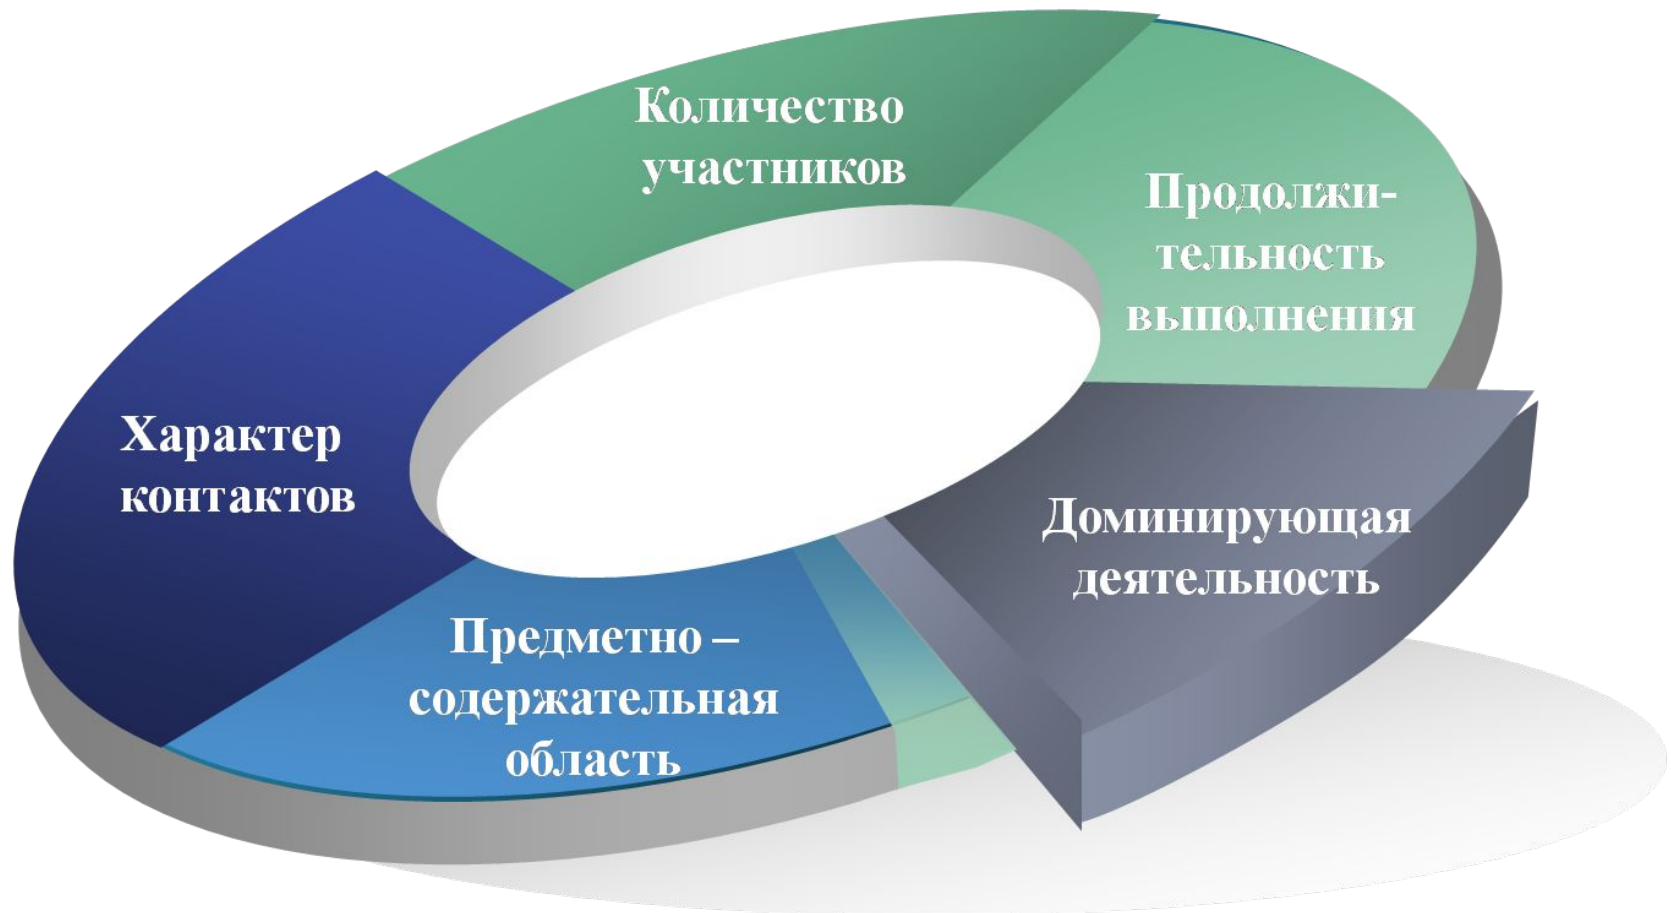 Количество
участников
Продолжи-
тельность
выполнения
Характер
контактов
Доминирующая
деятельность
Предметно –
содержательная
область